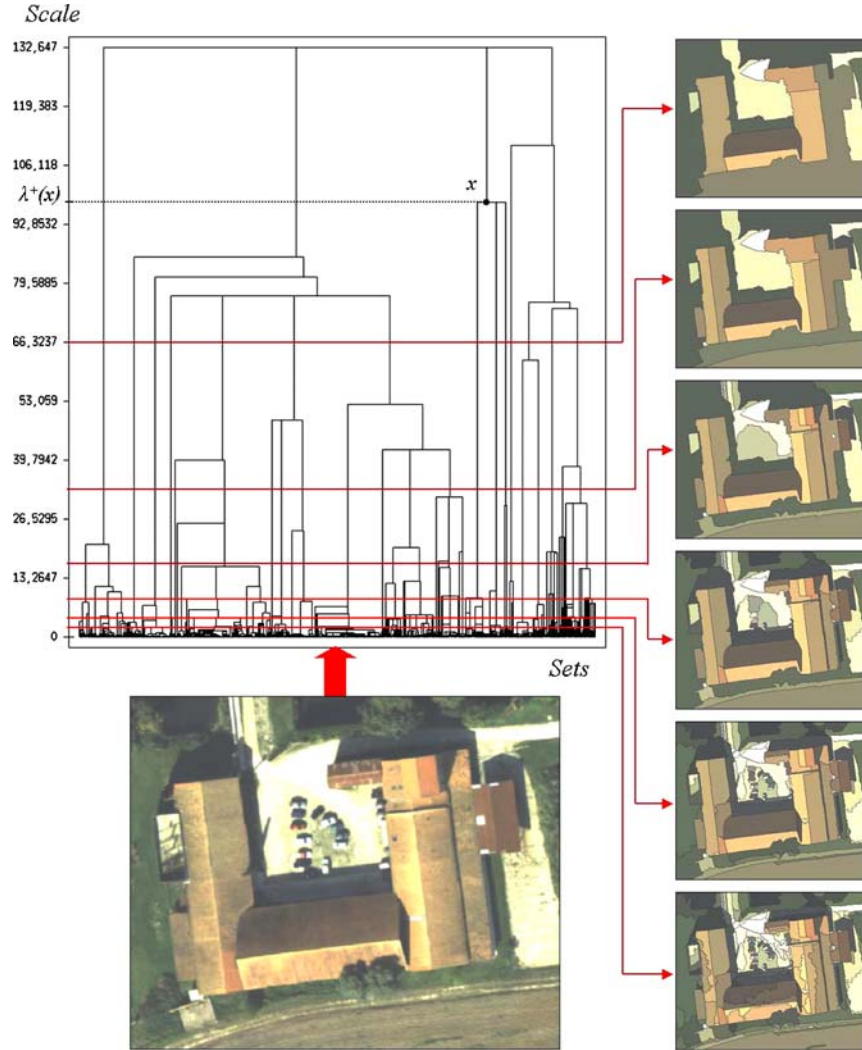 Scale
132,647
119,383
106,118
λ⁺(x)
x
92,8532
79,5885
66,3237
53,059
39,7942
26,5295
13,2647
0
Sets